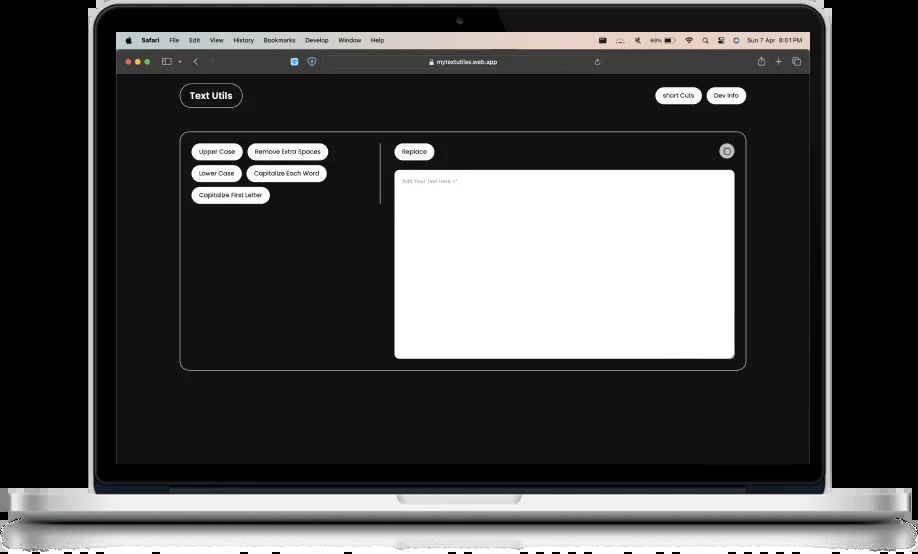 Safari File Edit View History Bookmarks Develop Window Help 69% Sun 7 Apr 8:01 PM
mytextutiles.web.app
Text Utils short Cuts Dev Info
Upper Case Remove Extra Spaces
Lower Case Capitalize Each Word
Capitalize First Letter
Replace
Add Your Text Here